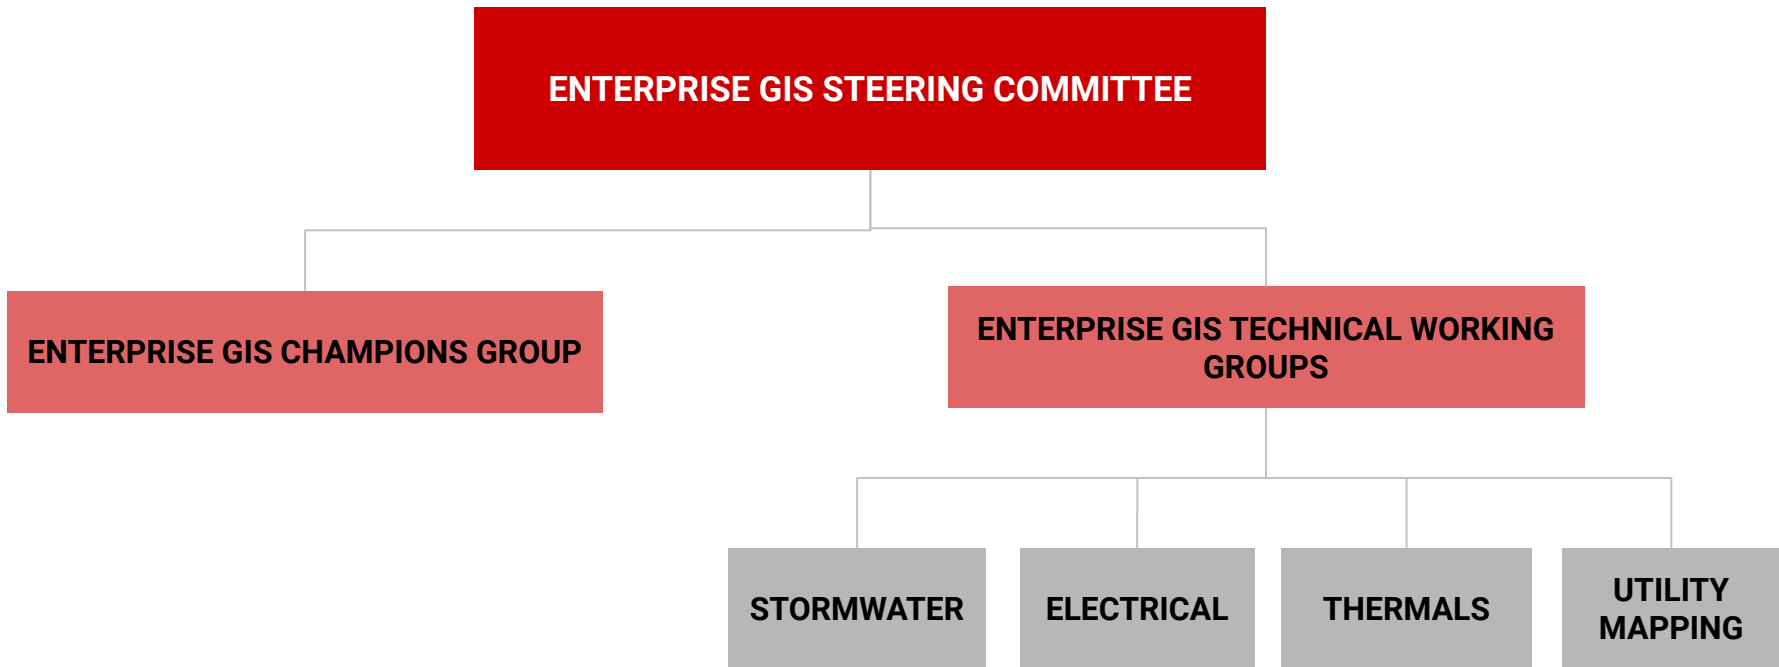 ENTERPRISE GIS STEERING COMMITTEE
ENTERPRISE GIS CHAMPIONS GROUP
ENTERPRISE GIS TECHNICAL WORKING
GROUPS
STORMWATER
ELECTRICAL
THERMALS
UTILITY
MAPPING